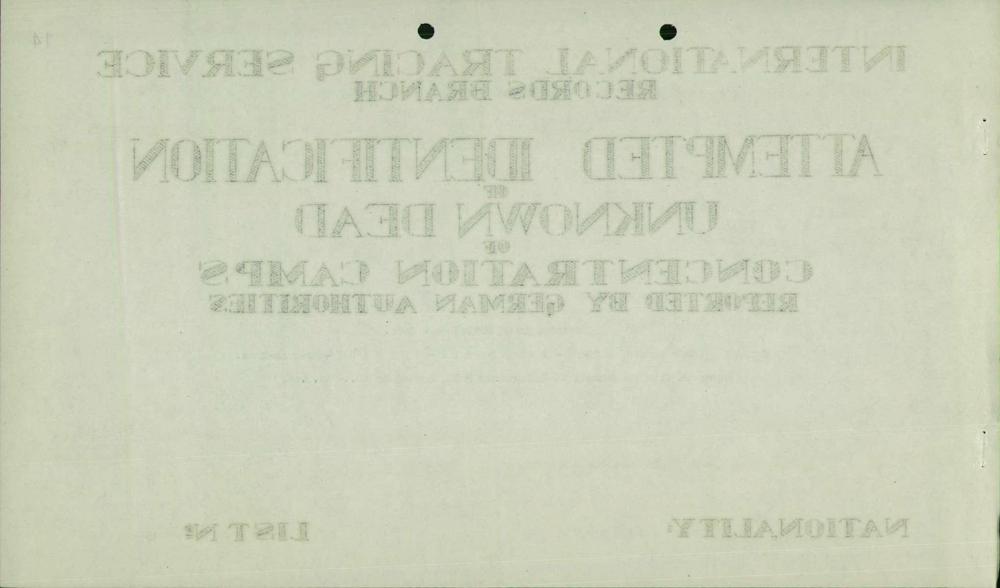 14
INTERNATIONAL TRACING SERVICE
RECORDS BRANCH
ATTEMPTED IDENTIFICATION
OF
UNKNOWN DEAD
OF
CONCENTRATION CAMPS
REPORTED BY GERMAN AUTHORITIES
NATIONALITY: LIST Nº